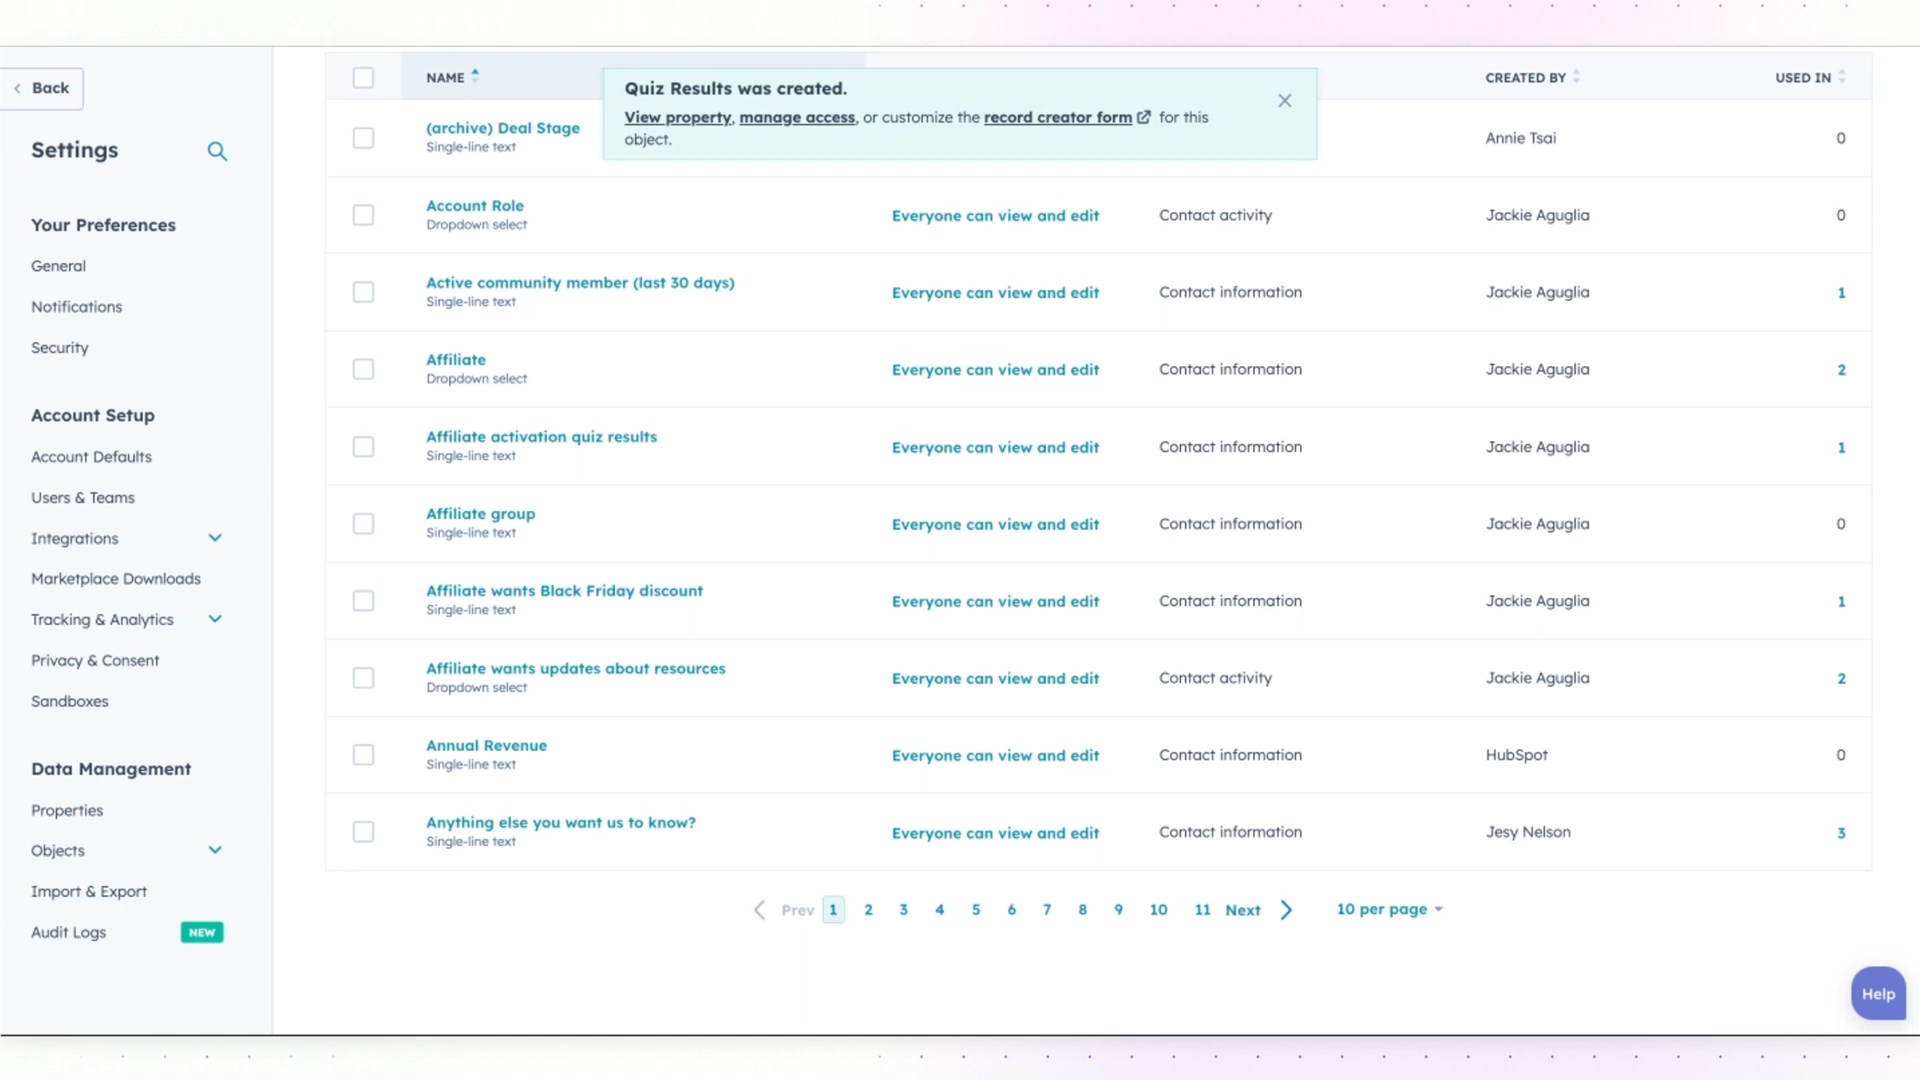 Back
Settings
Your Preferences
General
Notifications
Security
Account Setup
Account Defaults
Users & Teams
Integrations
Marketplace Downloads
Tracking & Analytics
Privacy & Consent
Sandboxes
Data Management
Properties
Objects
Import & Export
Audit Logs NEW
NAME CREATED BY USED IN
Quiz Results was created.
View property, manage access, or customize the record creator form for this
object.
(archive) Deal Stage
Single-line text
Annie Tsai 0
Account Role
Dropdown select
Everyone can view and edit Contact activity Jackie Aguglia 0
Active community member (last 30 days)
Single-line text
Everyone can view and edit Contact information Jackie Aguglia 1
Affiliate
Dropdown select
Everyone can view and edit Contact information Jackie Aguglia 2
Affiliate activation quiz results
Single-line text
Everyone can view and edit Contact information Jackie Aguglia 1
Affiliate group
Single-line text
Everyone can view and edit Contact information Jackie Aguglia 0
Affiliate wants Black Friday discount
Single-line text
Everyone can view and edit Contact information Jackie Aguglia 1
Affiliate wants updates about resources
Dropdown select
Everyone can view and edit Contact activity Jackie Aguglia 2
Annual Revenue
Single-line text
Everyone can view and edit Contact information HubSpot 0
Anything else you want us to know?
Single-line text
Everyone can view and edit Contact information Jesy Nelson 3
Prev 1 2 3 4 5 6 7 8 9 10 11 Next 10 per page
Help